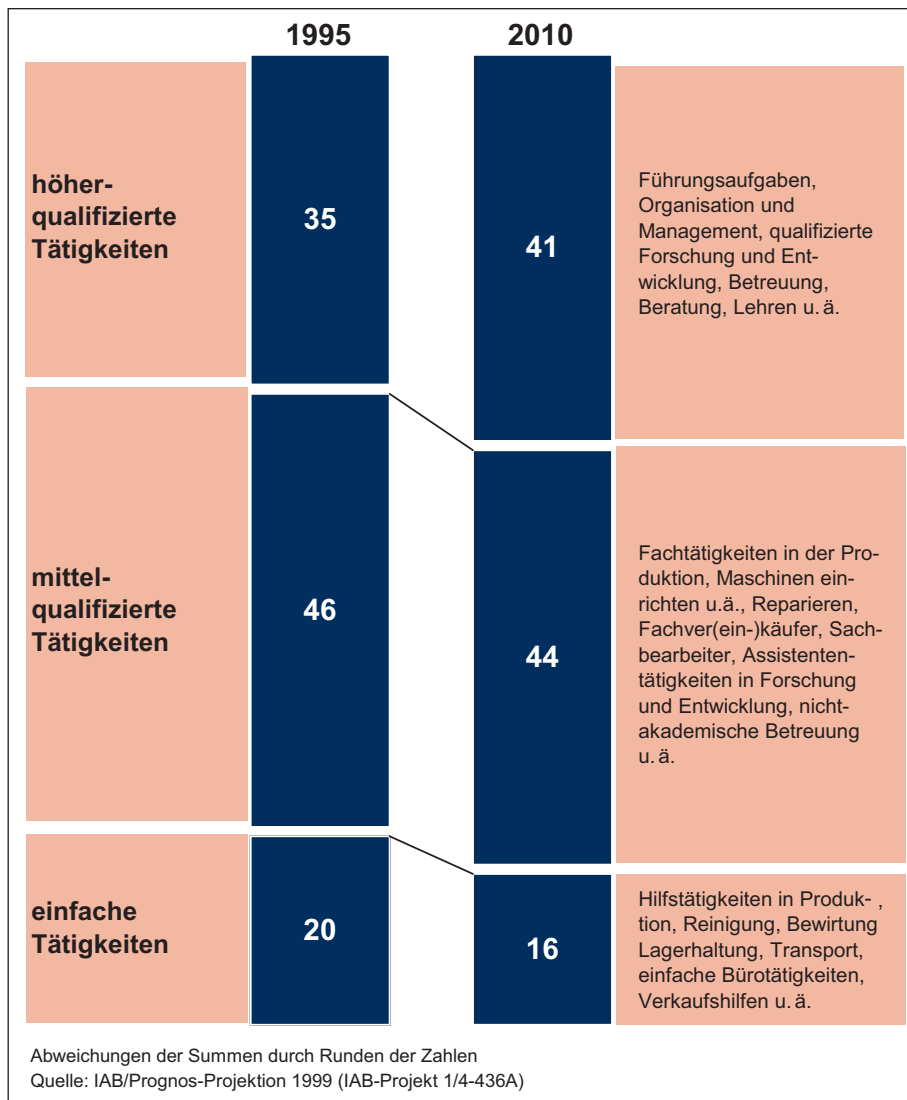 1995
2010
höher-
qualifizierte
Tätigkeiten
35
41
Führungsaufgaben,
Organisation und
Management, qualifizierte
Forschung und Ent-
wicklung, Betreuung,
Beratung, Lehren u. ä.
mittel-
qualifizierte
Tätigkeiten
46
44
Fachtätigkeiten in der Pro-
duktion, Maschinen ein-
richten u.ä., Reparieren,
Fachver(ein-)käufer, Sach-
bearbeiter, Assistenten-
tätigkeiten in Forschung
und Entwicklung, nicht-
akademische Betreuung
u. ä.
einfache
Tätigkeiten
20
16
Hilfstätigkeiten in Produk- ,
tion, Reinigung, Bewirtung
Lagerhaltung, Transport,
einfache Bürotätigkeiten,
Verkaufshilfen u. ä.
Abweichungen der Summen durch Runden der Zahlen
Quelle: IAB/Prognos-Projektion 1999 (IAB-Projekt 1/4-436A)